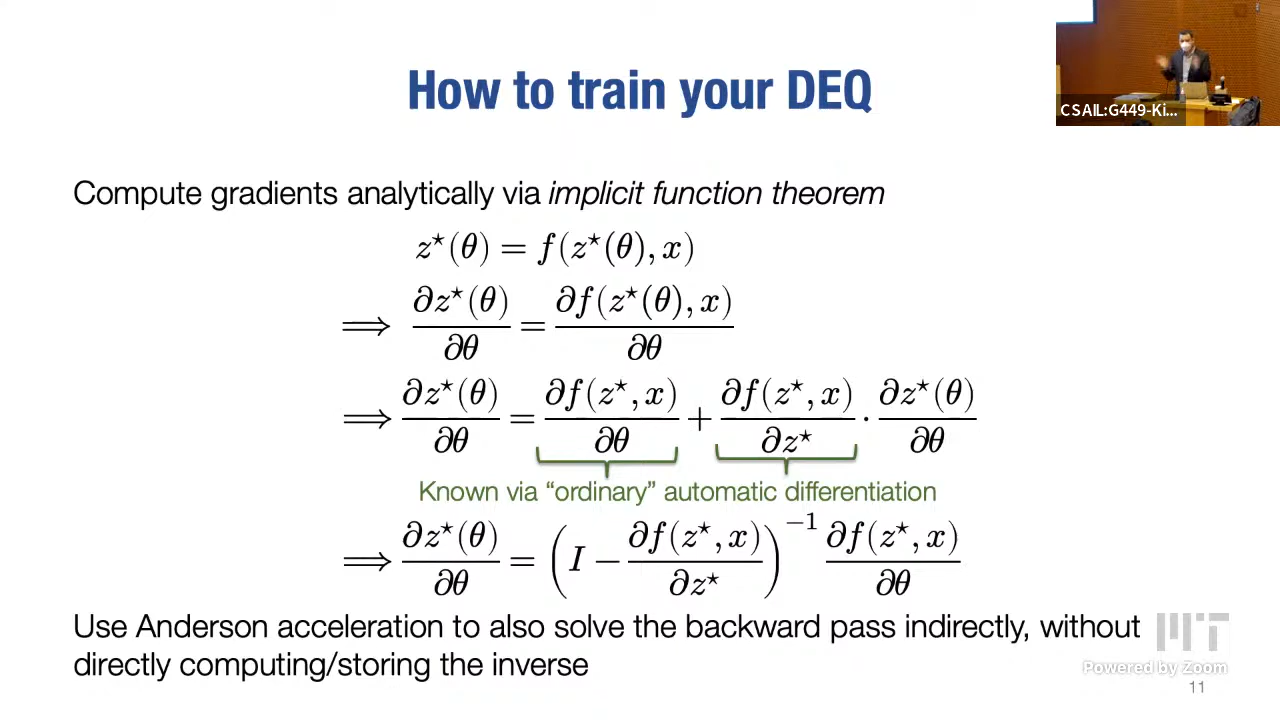 How to train your DEQ
CSAIL:G449-Ki...
Compute gradients analytically via implicit function theorem
z⋆(θ) = f(z⋆(θ), x)
⟹ ∂z⋆(θ)/∂θ = ∂f(z⋆(θ), x)/∂θ
⟹ ∂z⋆(θ)/∂θ = ∂f(z⋆, x)/∂θ + ∂f(z⋆, x)/∂z⋆ · ∂z⋆(θ)/∂θ
Known via “ordinary” automatic differentiation
⟹ ∂z⋆(θ)/∂θ = (I − ∂f(z⋆, x)/∂z⋆)⁻¹ ∂f(z⋆, x)/∂θ
Use Anderson acceleration to also solve the backward pass indirectly, without
directly computing/storing the inverse
MIT
Powered by Zoom
11